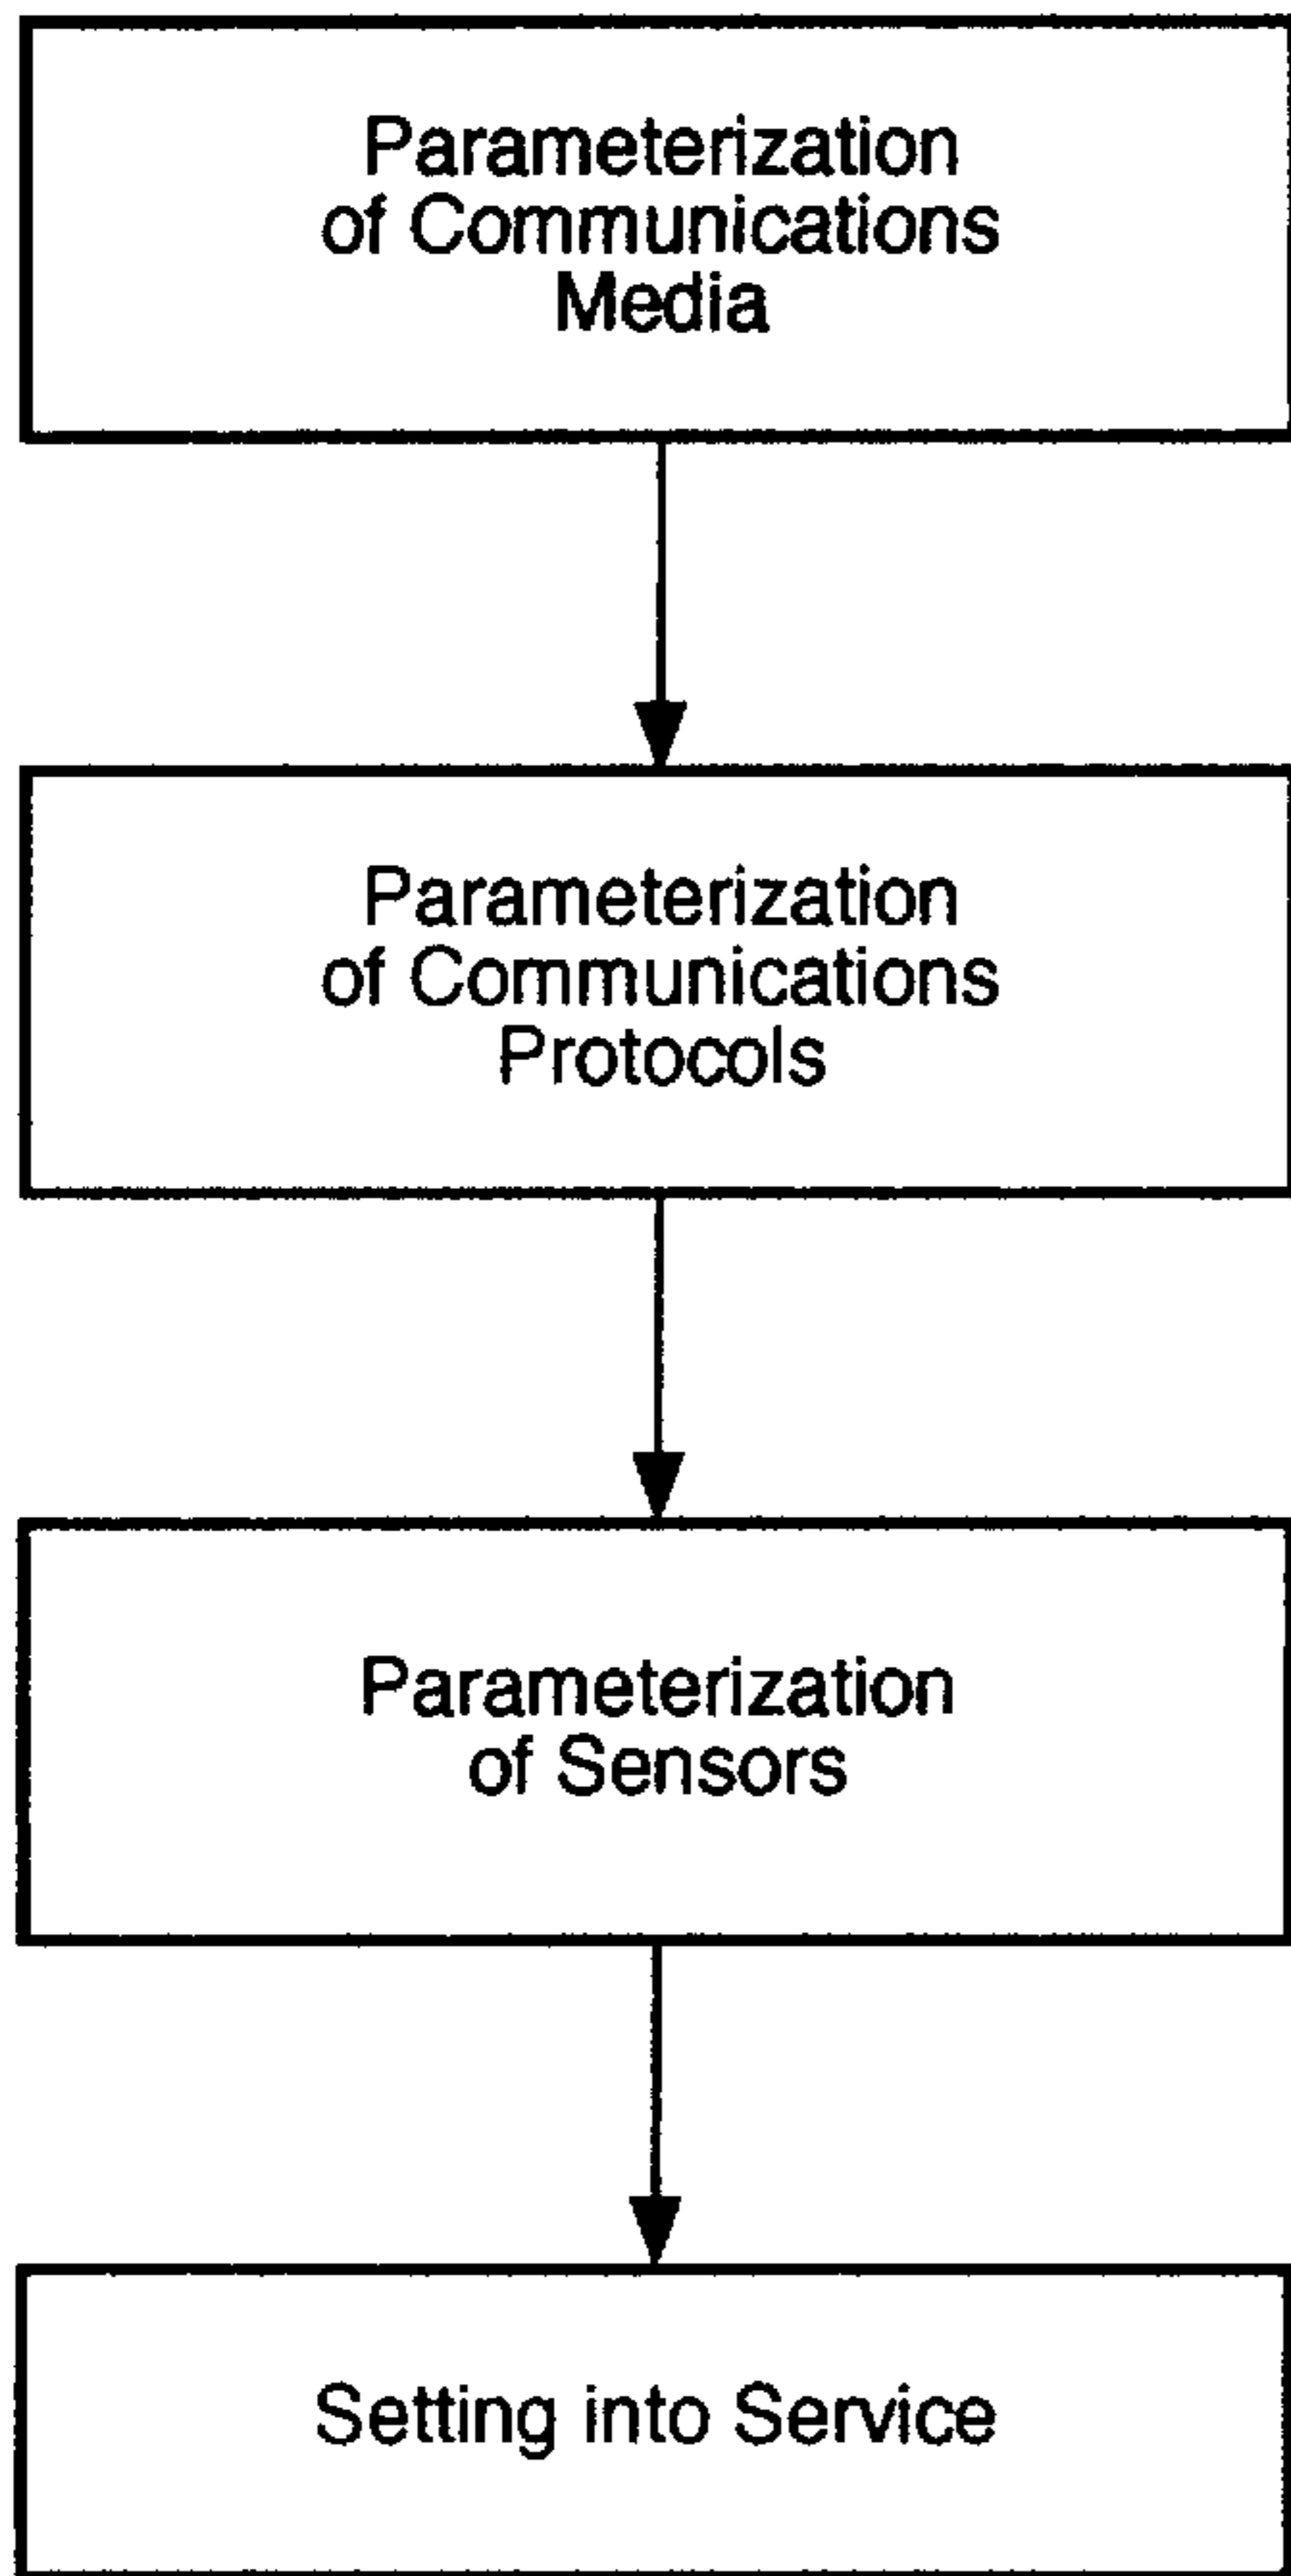 Parameterization
of Communications
Media
Parameterization
of Communications
Protocols
Parameterization
of Sensors
Setting into Service